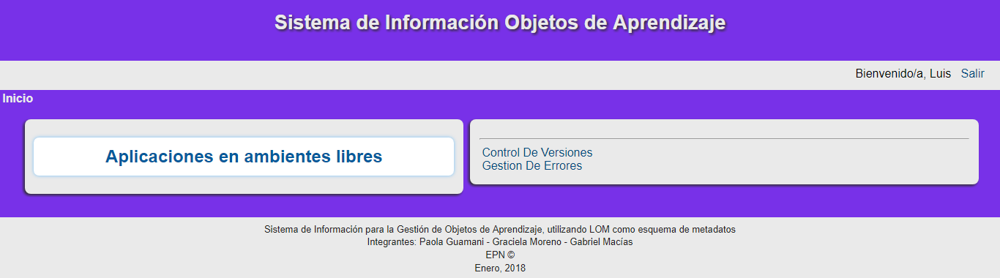 Sistema de Información Objetos de Aprendizaje
Bienvenido/a, Luis Salir
Inicio
Aplicaciones en ambientes libres
Control De Versiones
Gestion De Errores
Sistema de Información para la Gestión de Objetos de Aprendizaje, utilizando LOM como esquema de metadatos
Integrantes: Paola Guamani - Graciela Moreno - Gabriel Macías
EPN ©
Enero, 2018